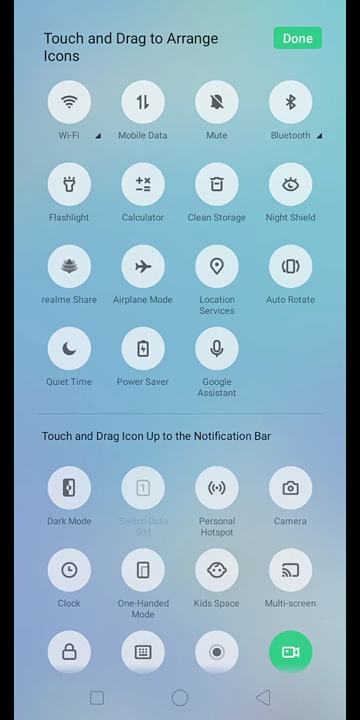 Touch and Drag to Arrange
Icons
Done
Wi-Fi
Mobile Data
Mute
Bluetooth
Flashlight
Calculator
Clean Storage
Night Shield
realme Share
Airplane Mode
Location
Services
Auto Rotate
Quiet Time
Power Saver
Google
Assistant
Touch and Drag Icon Up to the Notification Bar
Dark Mode
Switch Data
SIM
Personal
Hotspot
Camera
Clock
One-Handed
Mode
Kids Space
Multi-screen